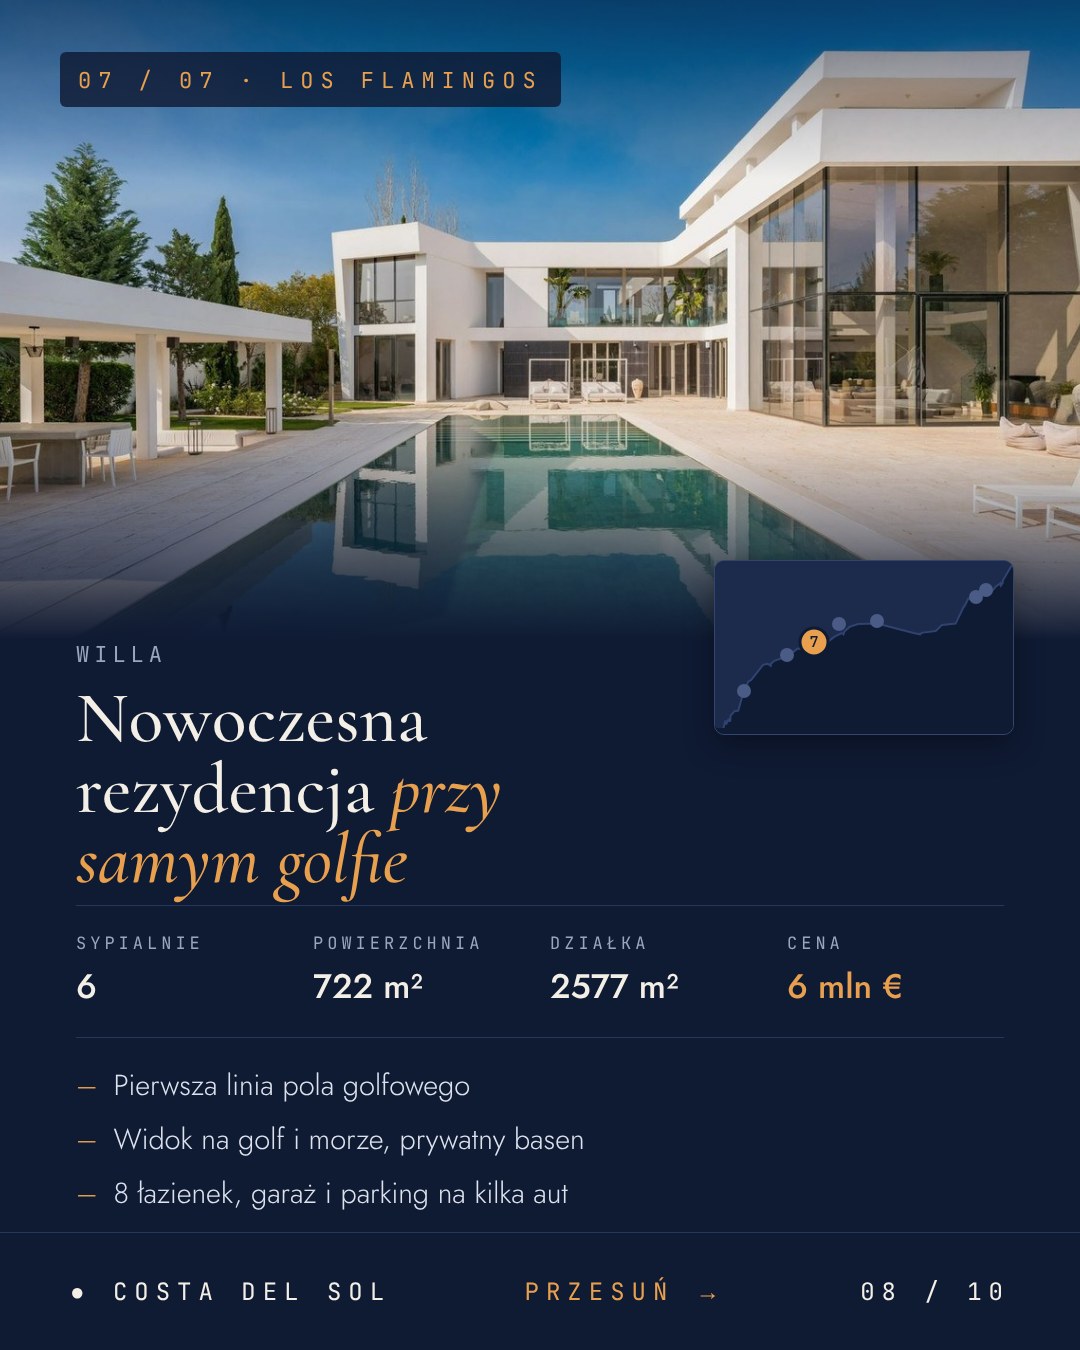 07 / 07 · LOS FLAMINGOS
7
WILLA
Nowoczesna
rezydencja przy
samym golfie
SYPIALNIE POWIERZCHNIA DZIAŁKA CENA
6 722 m² 2577 m² 6 mln €
— Pierwsza linia pola golfowego
— Widok na golf i morze, prywatny basen
— 8 łazienek, garaż i parking na kilka aut
• COSTA DEL SOL PRZESUŃ → 08 / 10